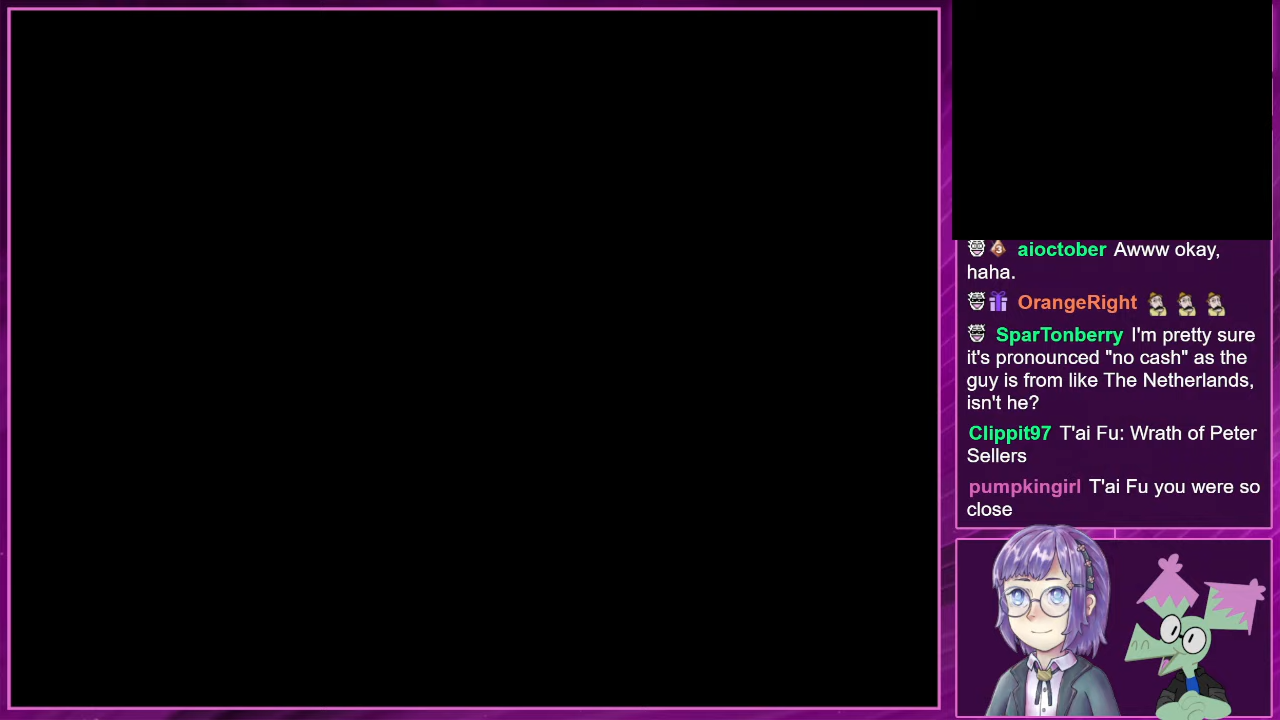 aioctober Awww okay,
haha.
OrangeRight
SparTonberry I'm pretty sure
it's pronounced "no cash" as the
guy is from like The Netherlands,
isn't he?
Clippit97 T'ai Fu: Wrath of Peter
Sellers
pumpkingirl T'ai Fu you were so
close